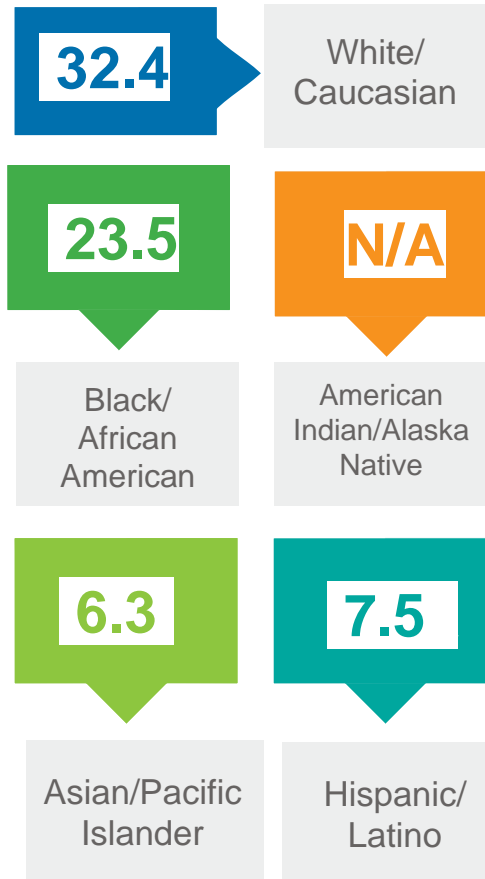 32.4
White/
Caucasian
23.5
Black/
African
American
N/A
American
Indian/Alaska
Native
6.3
Asian/Pacific
Islander
7.5
Hispanic/
Latino